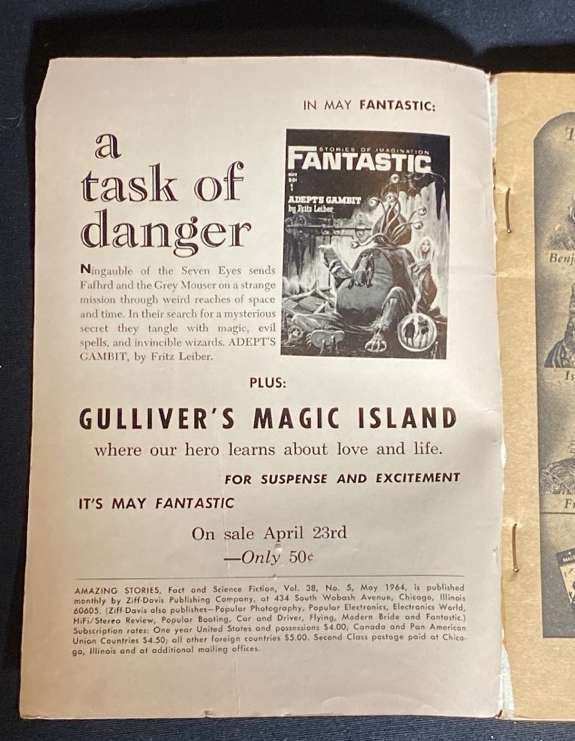 IN MAY FANTASTIC:
a
task of
danger
STORIES OF IMAGINATION
FANTASTIC
MAY
50¢
ADEPT'S GAMBIT
by Fritz Leiber
Ningauble of the Seven Eyes sends
Fafhrd and the Grey Mouser on a strange
mission through weird reaches of space
and time. In their search for a mysterious
secret they tangle with magic, evil
spells, and invincible wizards. ADEPT'S
GAMBIT, by Fritz Leiber.
PLUS:
GULLIVER'S MAGIC ISLAND
where our hero learns about love and life.
FOR SUSPENSE AND EXCITEMENT
IT'S MAY FANTASTIC
On sale April 23rd
—Only 50¢
AMAZING STORIES, Fact and Science Fiction, Vol. 38, No. 5, May 1964, is published
monthly by Ziff-Davis Publishing Company, at 434 South Wabash Avenue, Chicago, Illinois
60605. (Ziff-Davis also publishes—Popular Photography, Popular Electronics, Electronics World,
HiFi/Stereo Review, Popular Boating, Car and Driver, Flying, Modern Bride and Fantastic.)
Subscription rates: One year United States and possessions $4.00, Canada and Pan American
Union Countries $4.50; all other foreign countries $5.00. Second Class postage paid at Chica-
go, Illinois and at additional mailing offices.
T
Benj